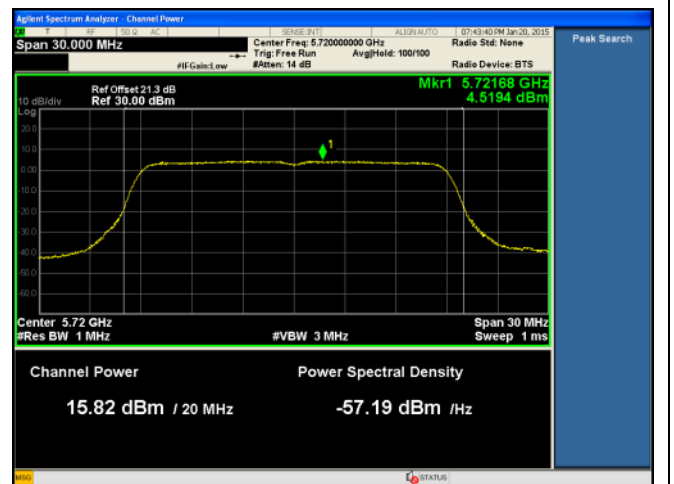 Agilent Spectrum Analyzer - Channel Power
T RF 50 Ω AC SENSE:INT ALIGN AUTO 07:43:40 PM Jan 20, 2015
Span 30.000 MHz
Center Freq: 5.720000000 GHz
Radio Std: None
Trig: Free Run Avg|Hold: 100/100
#IFGain:Low
#Atten: 14 dB
Radio Device: BTS
Peak Search
Ref Offset 21.3 dB
Mkr1 5.72168 GHz
10 dB/div
Ref 30.00 dBm
4.5194 dBm
Log
20.0
1
10.0
0.00
-10.0
-20.0
-30.0
-40.0
-50.0
-60.0
Center 5.72 GHz
Span 30 MHz
#Res BW 1 MHz
#VBW 3 MHz
Sweep 1 ms
Channel Power
Power Spectral Density
15.82 dBm / 20 MHz
-57.19 dBm /Hz
MSG
STATUS